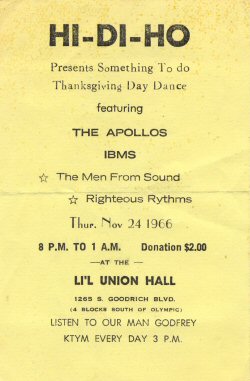 HI-DI-HO
Presents Something To do
Thanksgiving Day Dance
featuring
THE APOLLOS
IBMS
☆ The Men From Sound
☆ Righteous Rythms
Thur, Nov 24 1966
8 P.M. TO 1 A.M. Donation $2.00
—AT THE—
LI'L UNION HALL
1265 S. GOODRICH BLVD.
(4 BLOCKS SOUTH OF OLYMPIC)
LISTEN TO OUR MAN GODFREY
KTYM EVERY DAY 3 P.M.